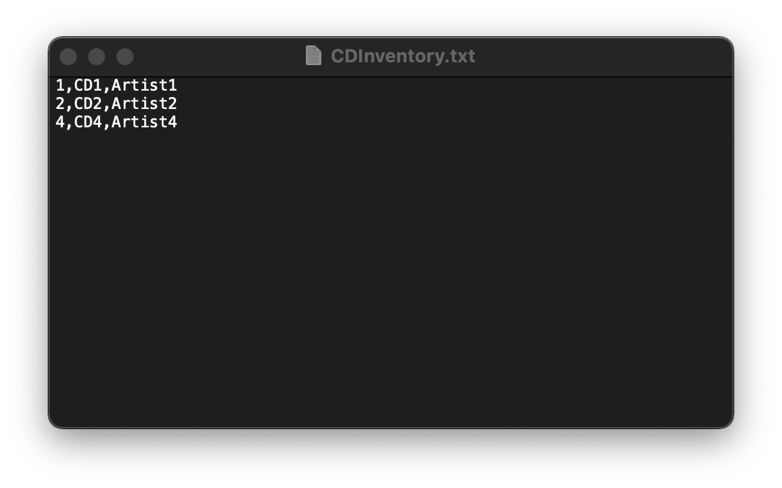 CDInventory.txt
1,CD1,Artist1
2,CD2,Artist2
4,CD4,Artist4